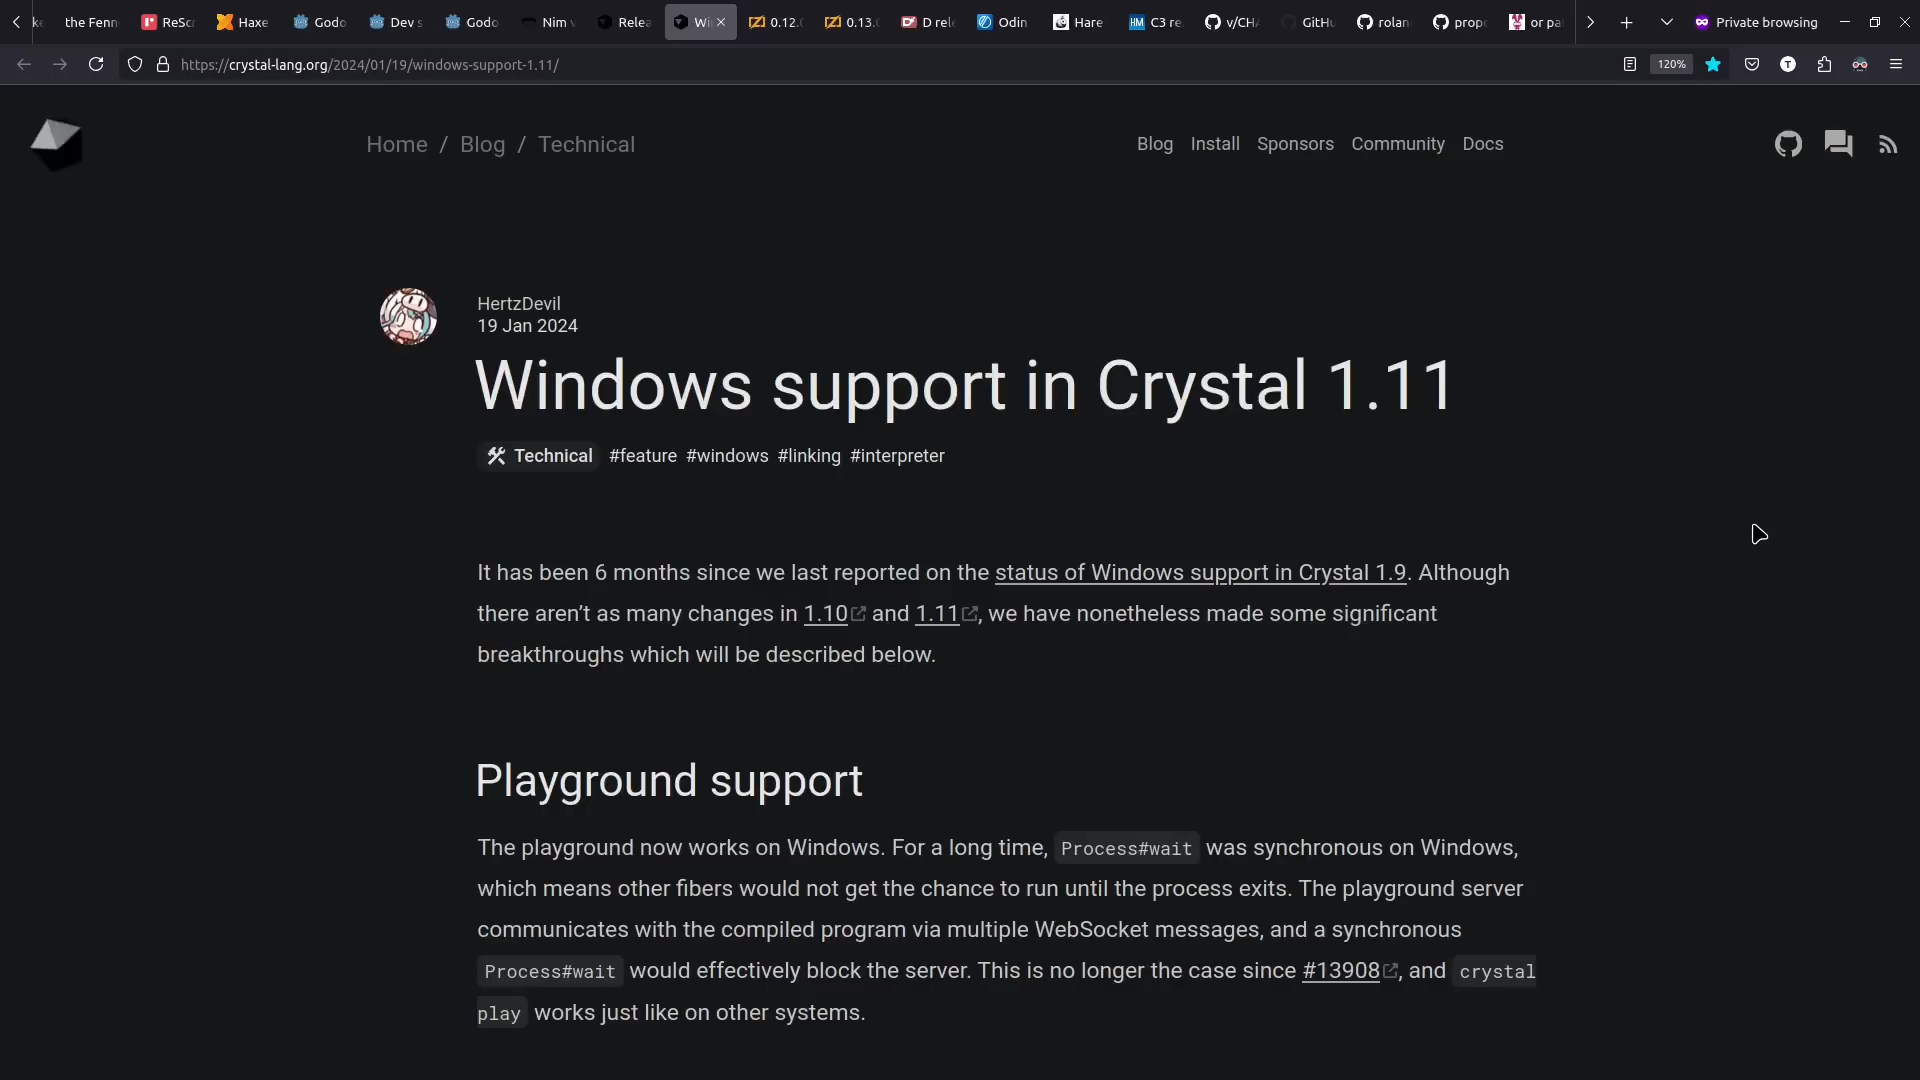 the Fenn
ReSc
Haxe
Godo
Dev s
Godo
Nim v
Relea
Wi
0.12.
0.13.
D rele
Odin
Hare
C3 re
v/CHA
GitHu
rolan
prop
or pa
Private browsing
https://crystal-lang.org/2024/01/19/windows-support-1.11/
120%
Home / Blog / Technical
Blog Install Sponsors Community Docs
HertzDevil
19 Jan 2024
Windows support in Crystal 1.11
Technical #feature #windows #linking #interpreter
It has been 6 months since we last reported on the status of Windows support in Crystal 1.9. Although
there aren’t as many changes in 1.10 and 1.11, we have nonetheless made some significant
breakthroughs which will be described below.
Playground support
The playground now works on Windows. For a long time, Process#wait was synchronous on Windows,
which means other fibers would not get the chance to run until the process exits. The playground server
communicates with the compiled program via multiple WebSocket messages, and a synchronous
Process#wait would effectively block the server. This is no longer the case since #13908, and crystal
play works just like on other systems.